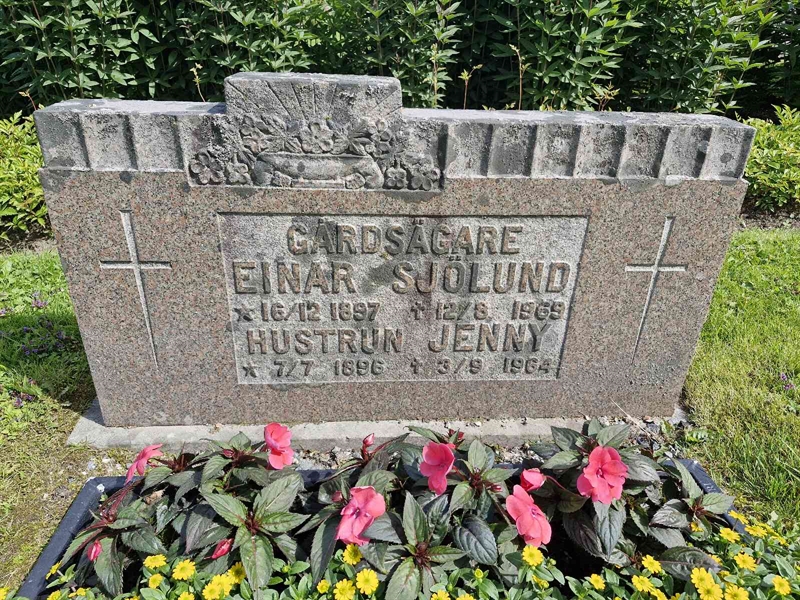 GÅRDSÄGARE
EINAR SJÖLUND
* 16/12 1897 † 12/8. 1969
HUSTRUN JENNY
* 7/7 1896 † 3/9 1964